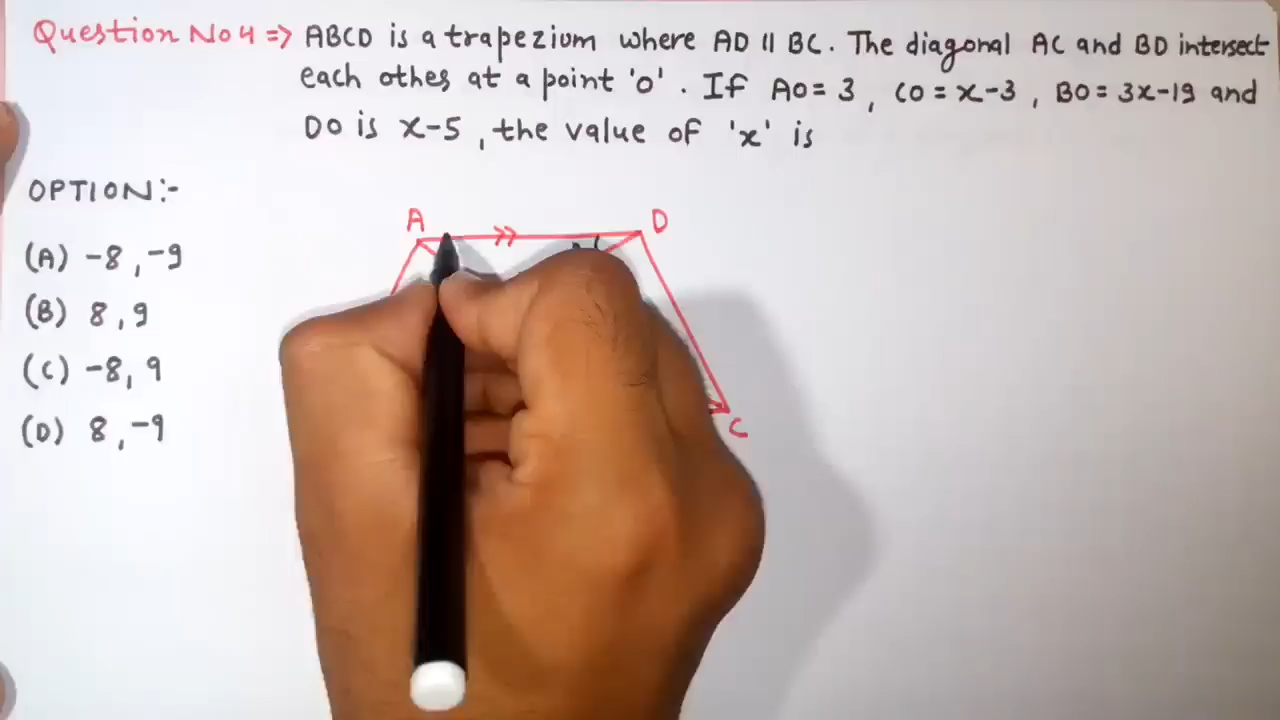 Question No 4 => ABCD is a trapezium where AD || BC. The diagonal AC and BD intersect
each othes at a point 'O'. If AO = 3, CO = x-3, BO = 3x-19 and
DO is x-5, the value of 'x' is
OPTION:-
(A) -8, -9
(B) 8, 9
(C) -8, 9
(D) 8, -9
A
D
C